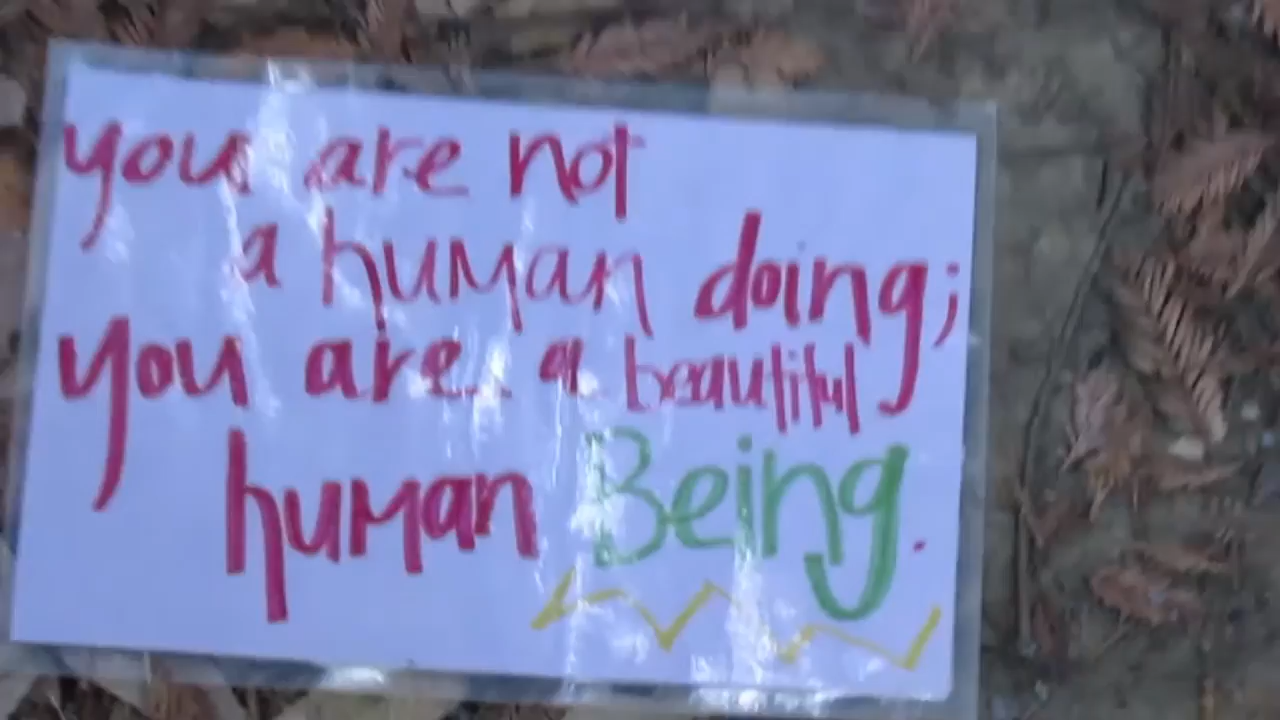 you are not
a human doing;
you are a beautiful
human Being.